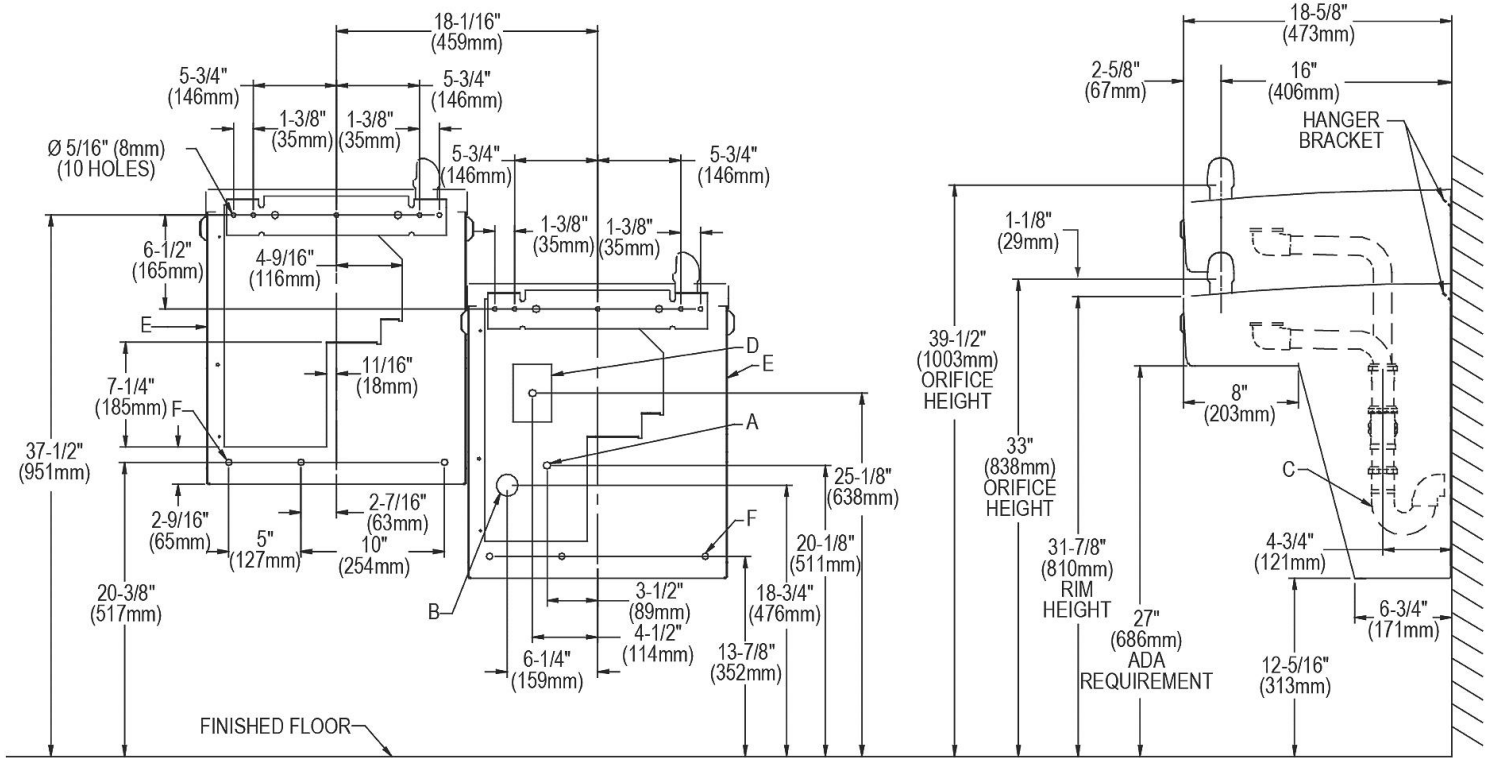 18-1/16"
(459mm)
5-3/4"
(146mm)
5-3/4"
(146mm)
1-3/8"
(35mm)
1-3/8"
(35mm)
Ø 5/16" (8mm)
(10 HOLES)
5-3/4"
(146mm)
5-3/4"
(146mm)
1-3/8"
(35mm)
1-3/8"
(35mm)
6-1/2"
(165mm)
4-9/16"
(116mm)
E
11/16"
(18mm)
7-1/4"
(185mm)
F
37-1/2"
(951mm)
2-9/16"
(65mm)
2-7/16"
(63mm)
5"
(127mm)
10"
(254mm)
20-3/8"
(517mm)
D
E
A
25-1/8"
(638mm)
F
20-1/8"
(511mm)
B
3-1/2"
(89mm)
18-3/4"
(476mm)
4-1/2"
(114mm)
6-1/4"
(159mm)
13-7/8"
(352mm)
FINISHED FLOOR
18-5/8"
(473mm)
2-5/8"
(67mm)
16"
(406mm)
HANGER
BRACKET
1-1/8"
(29mm)
39-1/2"
(1003mm)
ORIFICE
HEIGHT
8"
(203mm)
33"
(838mm)
ORIFICE
HEIGHT
C
31-7/8"
(810mm)
RIM
HEIGHT
4-3/4"
(121mm)
27"
(686mm)
ADA
REQUIREMENT
6-3/4"
(171mm)
12-5/16"
(313mm)